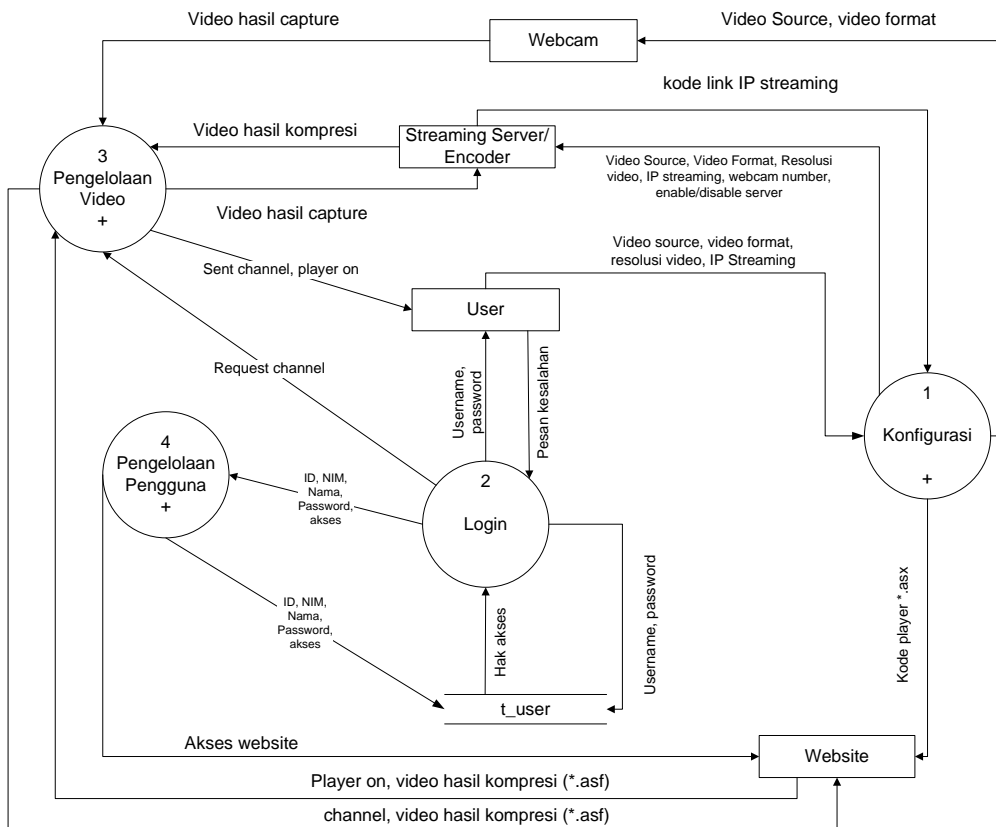 Video hasil capture
Webcam
Video Source, video format
kode link IP streaming
Video hasil kompresi
Streaming Server/
Encoder
Video Source, Video Format, Resolusi
video, IP streaming, webcam number,
enable/disable server
3
Pengelolaan
Video
+
Video hasil capture
Sent channel, player on
Video source, video format,
resolusi video, IP Streaming
User
Request channel
Username,
password
Pesan kesalahan
1
Konfigurasi
+
4
Pengelolaan
Pengguna
+
ID, NIM,
Nama,
Password,
akses
2
Login
ID, NIM,
Nama,
Password,
akses
Hak akses
Username, password
Kode player *.asx
t_user
Akses website
Website
Player on, video hasil kompresi (*.asf)
channel, video hasil kompresi (*.asf)